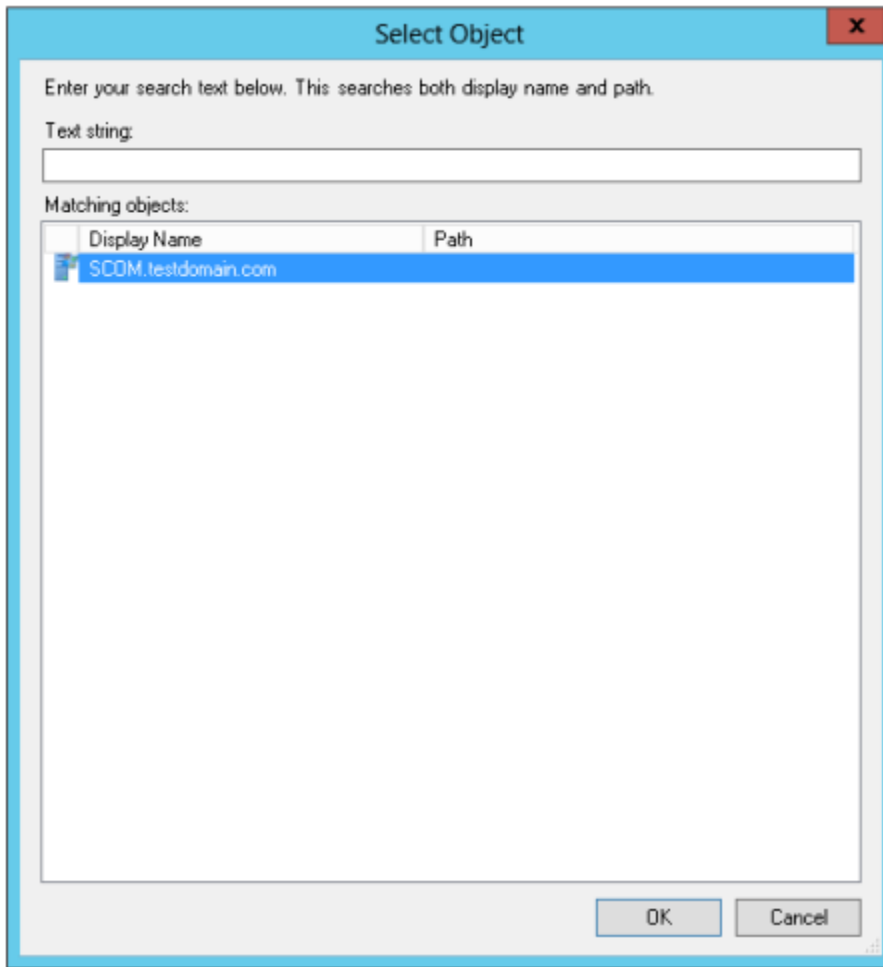 Select Object
x
Enter your search text below. This searches both display name and path.
Text string:
Matching objects:
Display Name Path
SCOM.testdomain.com
OK Cancel